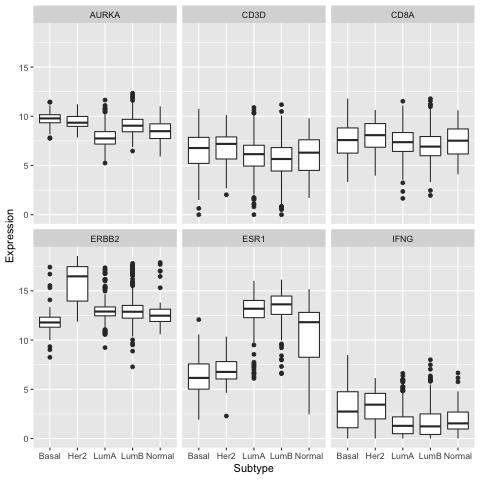 AURKA CD3D CD8A
15
10
5
0
Expression
ERBB2 ESR1 IFNG
15
10
5
0
Basal Her2 LumA LumB Normal Basal Her2 LumA LumB Normal Basal Her2 LumA LumB Normal
Subtype